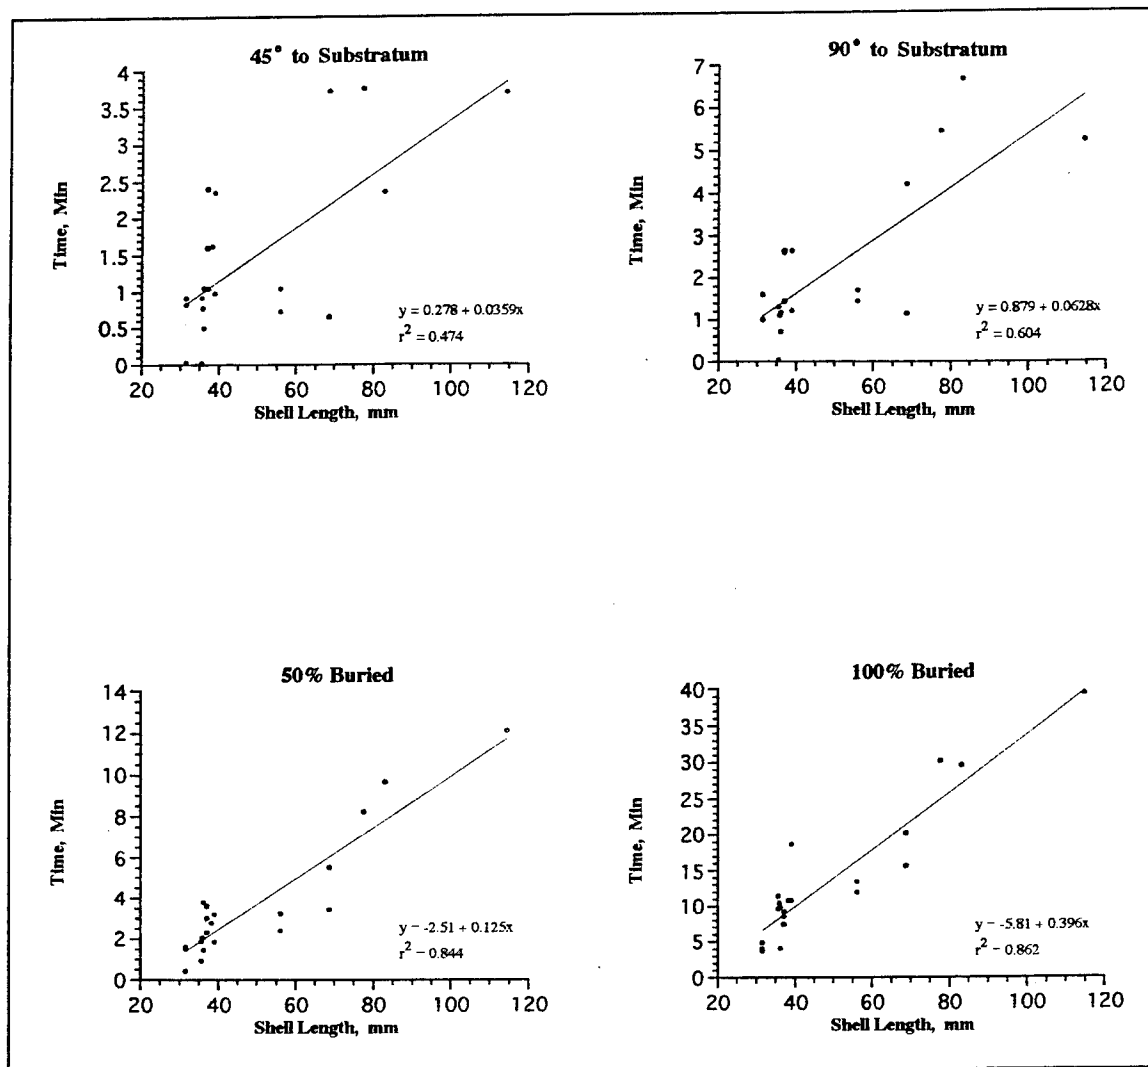 45° to Substratum
4
3.5
3
2.5
2
1.5
1
0.5
0
Time, Min
y = 0.278 + 0.0359x
r² = 0.474
20 40 60 80 100 120
Shell Length, mm
90° to Substratum
7
6
5
4
3
2
1
0
Time, Min
y = 0.879 + 0.0628x
r² = 0.604
20 40 60 80 100 120
Shell Length, mm
50% Buried
14
12
10
8
6
4
2
0
Time, Min
y = -2.51 + 0.125x
r² = 0.844
20 40 60 80 100 120
Shell Length, mm
100% Buried
40
35
30
25
20
15
10
5
0
Time, Min
y = -5.81 + 0.396x
r² = 0.862
20 40 60 80 100 120
Shell Length, mm